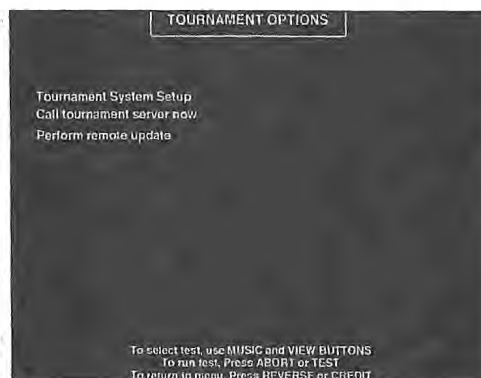 TOURNAMENT OPTIONS
Tournament System Setup
Call tournament server now
Perform remote update
To select test, use MUSIC and VIEW BUTTONS
To run test, Press ABORT or TEST
To return to menu, Press REVERSE or CREDIT